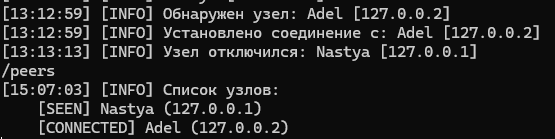 [13:12:59] [INFO] Обнаружен узел: Adel [127.0.0.2]
[13:12:59] [INFO] Установлено соединение с: Adel [127.0.0.2]
[13:13:13] [INFO] Узел отключился: Nastya [127.0.0.1]
/peers
[15:07:03] [INFO] Список узлов:
[SEEN] Nastya (127.0.0.1)
[CONNECTED] Adel (127.0.0.2)